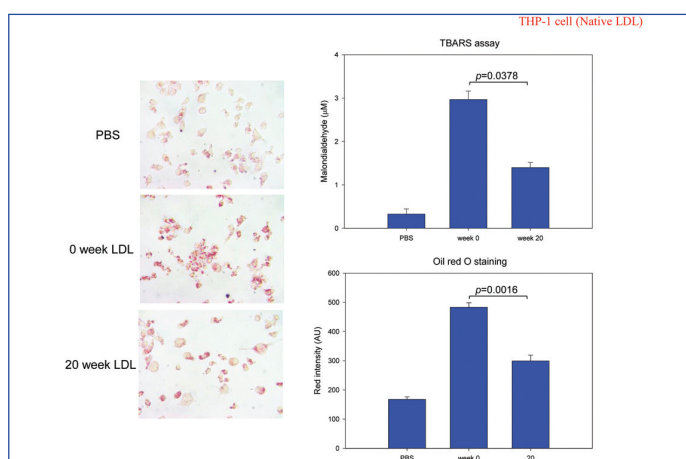 THP-1 cell (Native LDL)
PBS
0 week LDL
20 week LDL
TBARS assay
p=0.0378
Malondialdehyde (μM)
4
3
2
1
0
PBS week 0 week 20
Oil red O staining
p=0.0016
Red intensity (AU)
600
500
400
300
200
100
0
PBS week 0 20